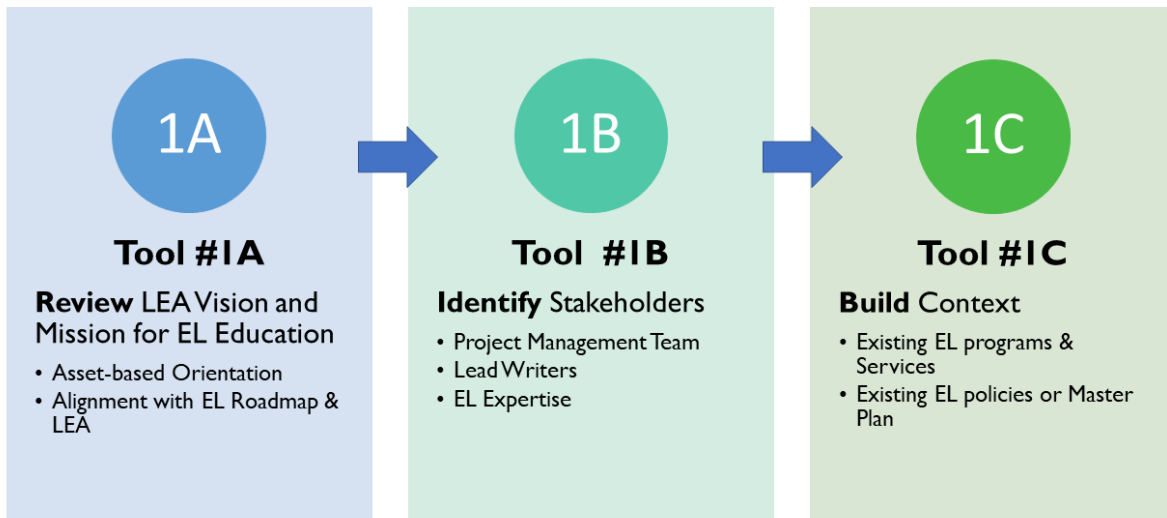 1A
Tool #1A
Review LEA Vision and
Mission for EL Education
• Asset-based Orientation
• Alignment with EL Roadmap &
LEA
1B
Tool #1B
Identify Stakeholders
• Project Management Team
• Lead Writers
• EL Expertise
1C
Tool #1C
Build Context
• Existing EL programs &
Services
• Existing EL policies or Master
Plan